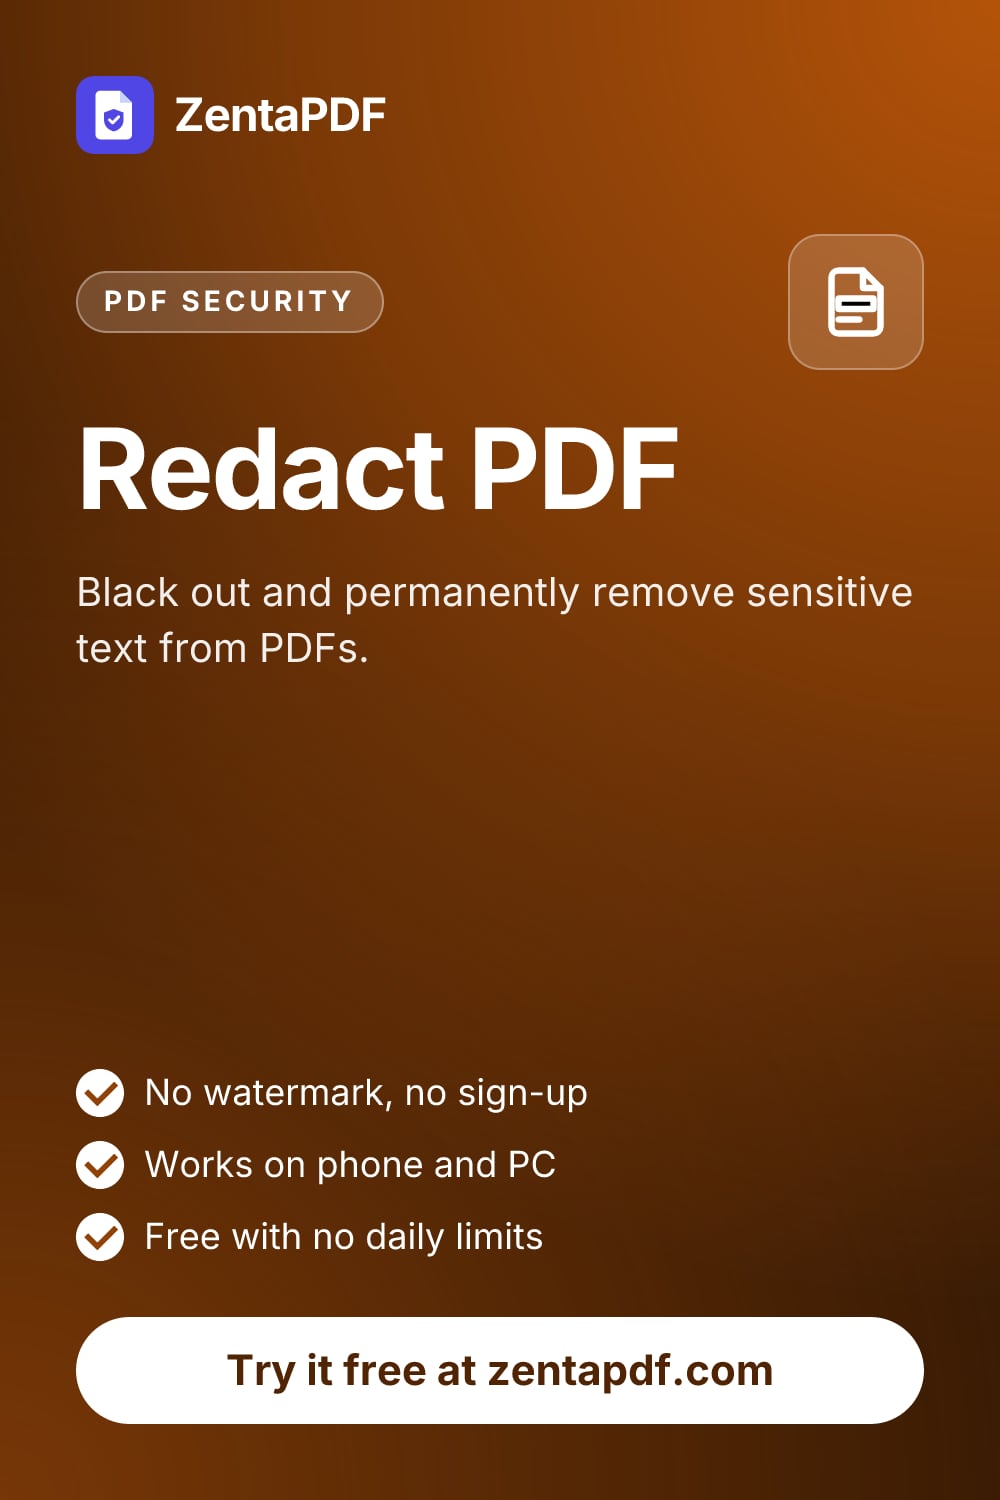 ZentaPDF
PDF SECURITY
Redact PDF
Black out and permanently remove sensitive
text from PDFs.
No watermark, no sign-up
Works on phone and PC
Free with no daily limits
Try it free at zentapdf.com